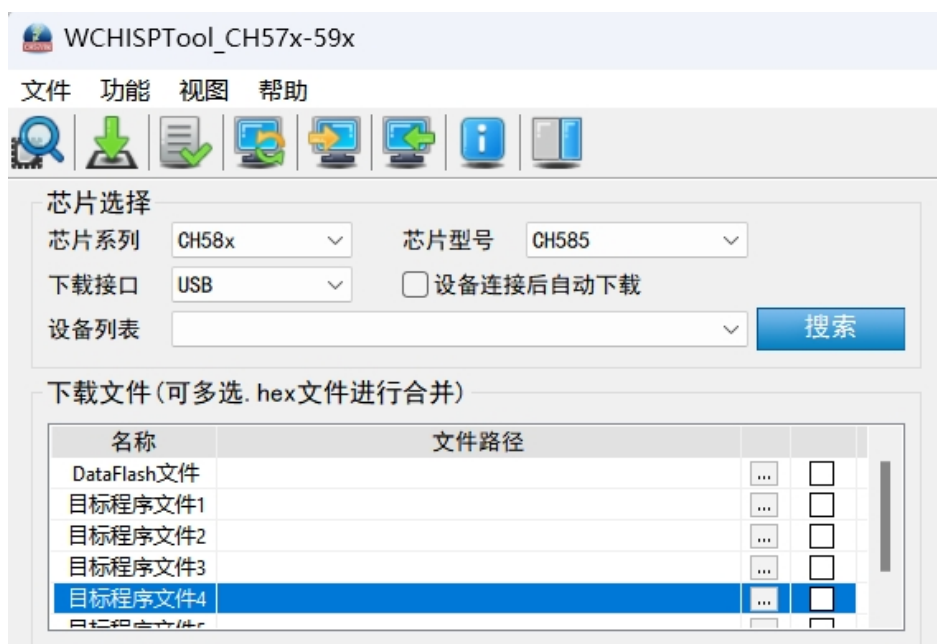 WCHISPTool_CH57x-59x
文件 功能 视图 帮助
芯片选择
芯片系列 CH58x 芯片型号 CH585
下载接口 USB 设备连接后自动下载
设备列表 搜索
下载文件(可多选.hex文件进行合并)
名称 文件路径
DataFlash文件 ...
目标程序文件1 ...
目标程序文件2 ...
目标程序文件3 ...
目标程序文件4 ...